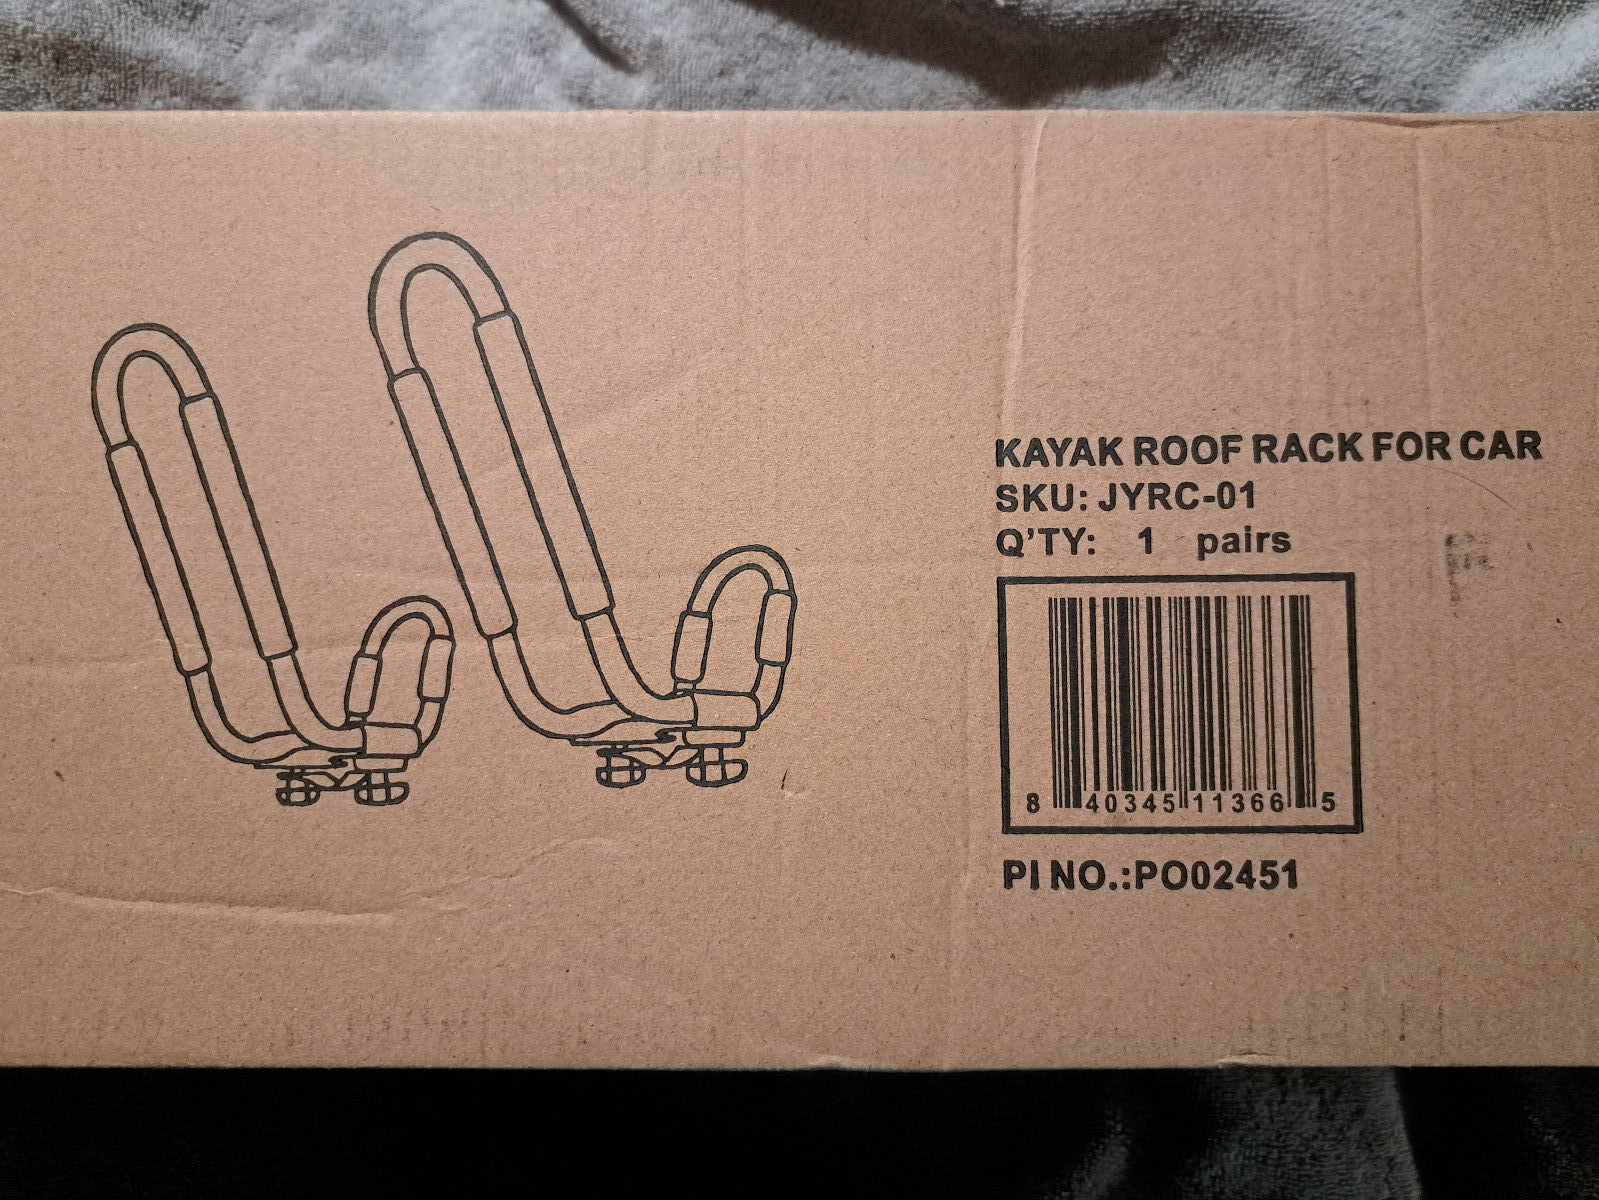 KAYAK ROOF RACK FOR CAR
SKU: JYRC-01
Q'TY: 1 pairs
8 40345 11366 5
PI NO.:PO02451